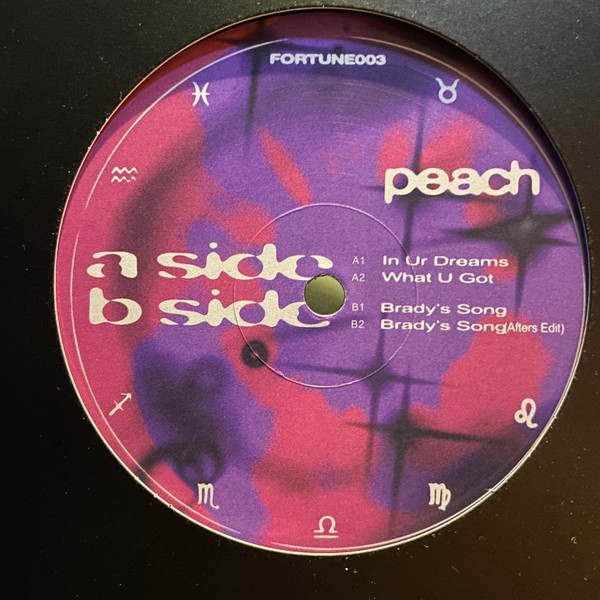 FORTUNE003
peach
a side
A1 In Ur Dreams
A2 What U Got
b side
B1 Brady's Song
B2 Brady's Song(Afters Edit)